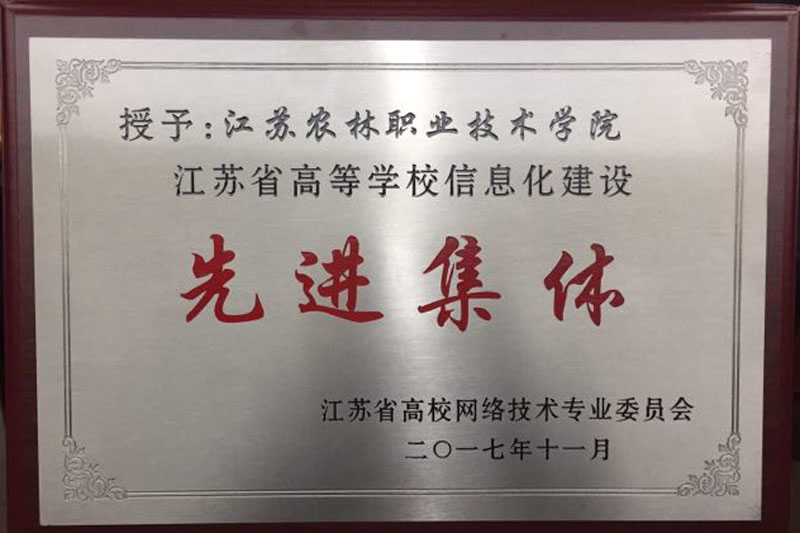 授予:江苏农林职业技术学院
江苏省高等学校信息化建设
先进集体
江苏省高校网络技术专业委员会
二〇一七年十一月